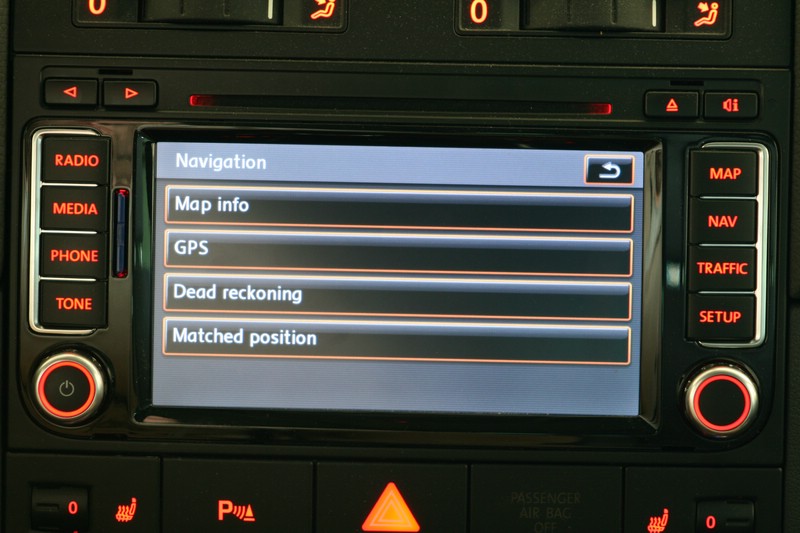 0
0
RADIO
MEDIA
PHONE
TONE
Navigation
Map info
GPS
Dead reckoning
Matched position
MAP
NAV
TRAFFIC
SETUP
0
P
PASSENGER
AIR BAG
OFF
0